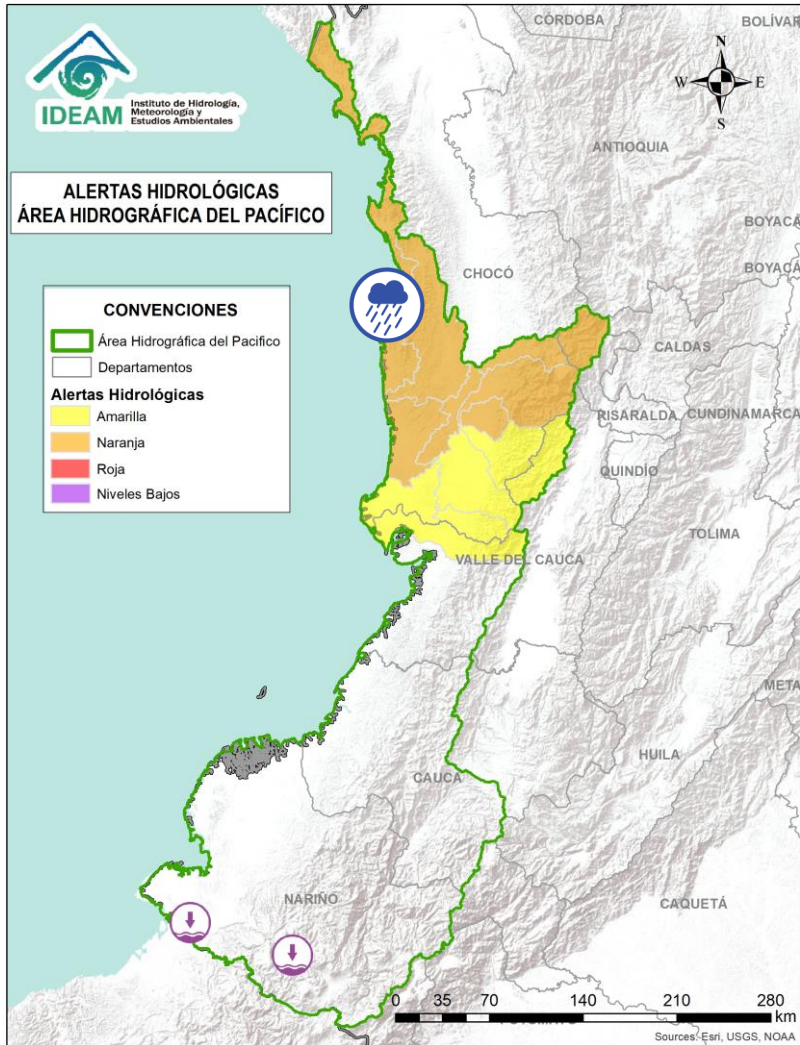 CÓRDOBA
BOLÍVAR
N
W E
S
IDEAM Instituto de Hidrología,
Meteorología y
Estudios Ambientales
ANTIOQUIA
ALERTAS HIDROLÓGICAS
ÁREA HIDROGRÁFICA DEL PACÍFICO
BOYACÁ
CHOCÓ
BOYACÁ
CONVENCIONES
Área Hidrográfica del Pacifico
Departamentos
Alertas Hidrológicas
Amarilla
Naranja
Roja
Niveles Bajos
CALDAS
RISARALDA
CUNDINAMARCA
QUINDÍO
TOLIMA
VALLE DEL CAUCA
META
HUILA
CAUCA
NARIÑO
CAQUETÁ
0 35 70 140 210 280
km
Sources: Esri, USGS, NOAA